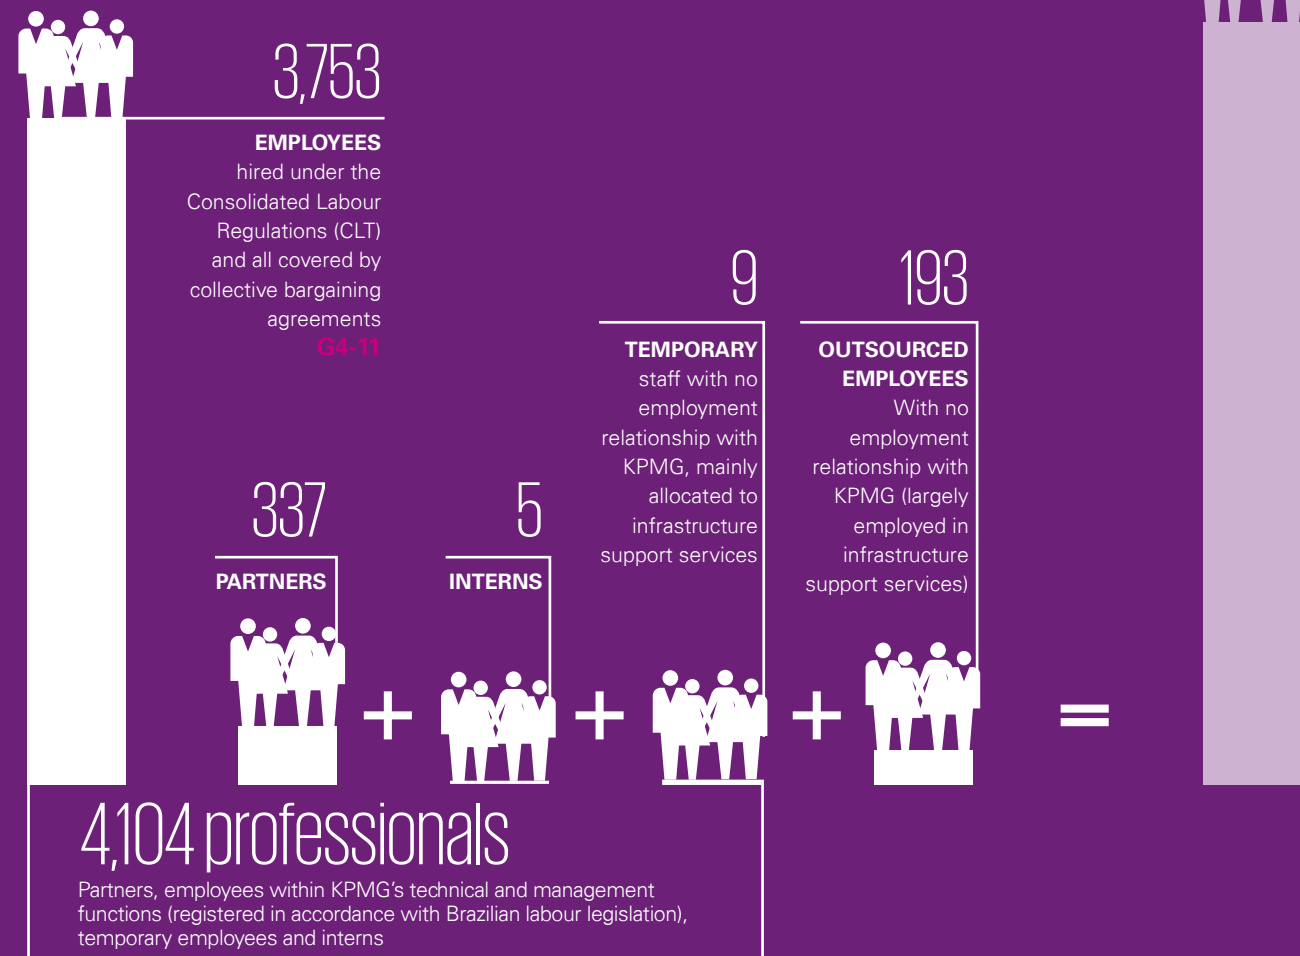 3,753
EMPLOYEES
hired under the
Consolidated Labour
Regulations (CLT)
and all covered by
collective bargaining
agreements
G4-11
337
PARTNERS
+
5
INTERNS
+
9
TEMPORARY
staff with no
employment
relationship with
KPMG, mainly
allocated to
infrastructure
support services
+
193
OUTSOURCED
EMPLOYEES
With no
employment
relationship with
KPMG (largely
employed in
infrastructure
support services)
=
4,104 professionals
Partners, employees within KPMG's technical and management
functions (registered in accordance with Brazilian labour legislation),
temporary employees and interns